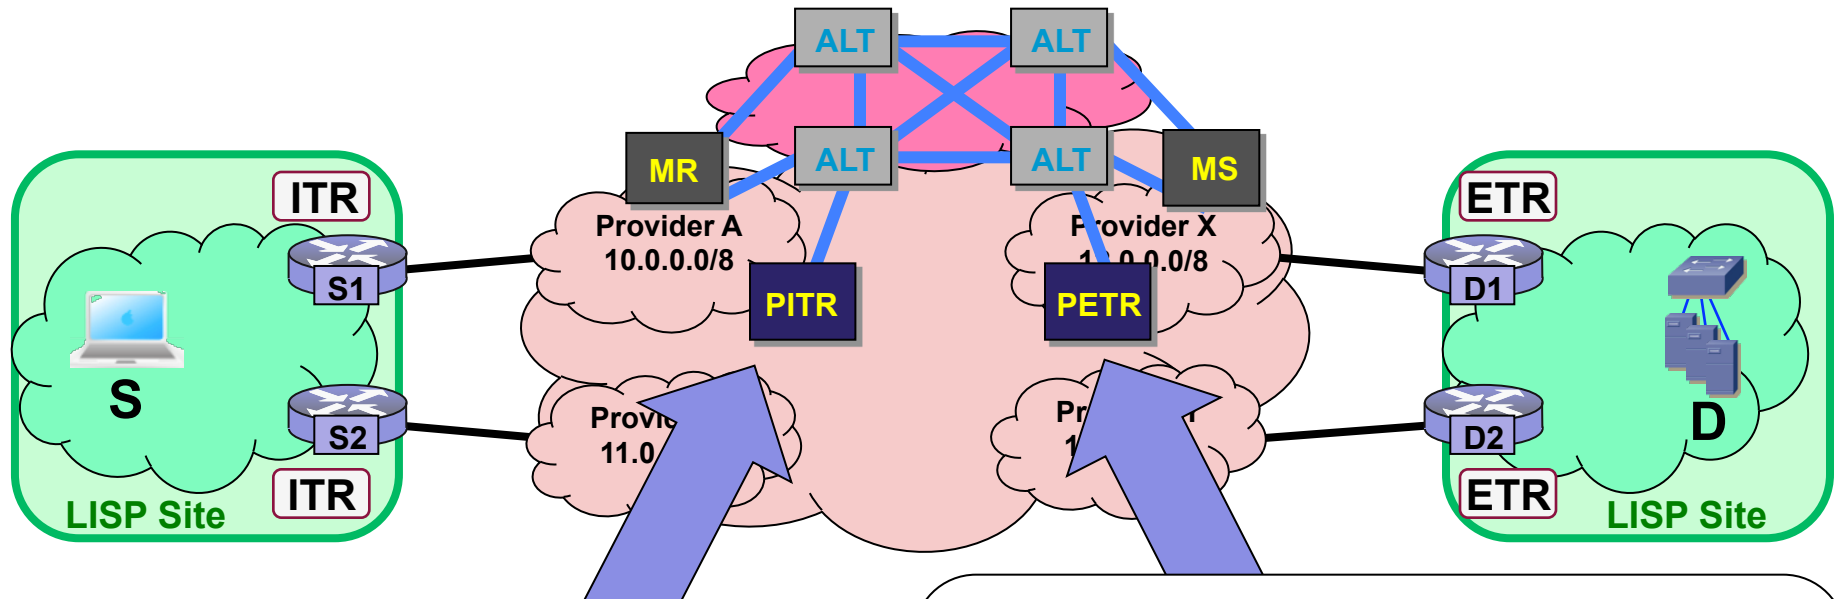 ALT
ALT
MR
ALT
ALT
MS
ITR
ETR
Provider A
10.0.0.0/8
Provider X
0.0/8
S1
PITR
PETR
D1
S
S2
11.0
D
D2
ITR
ETR
LISP Site
LISP Site